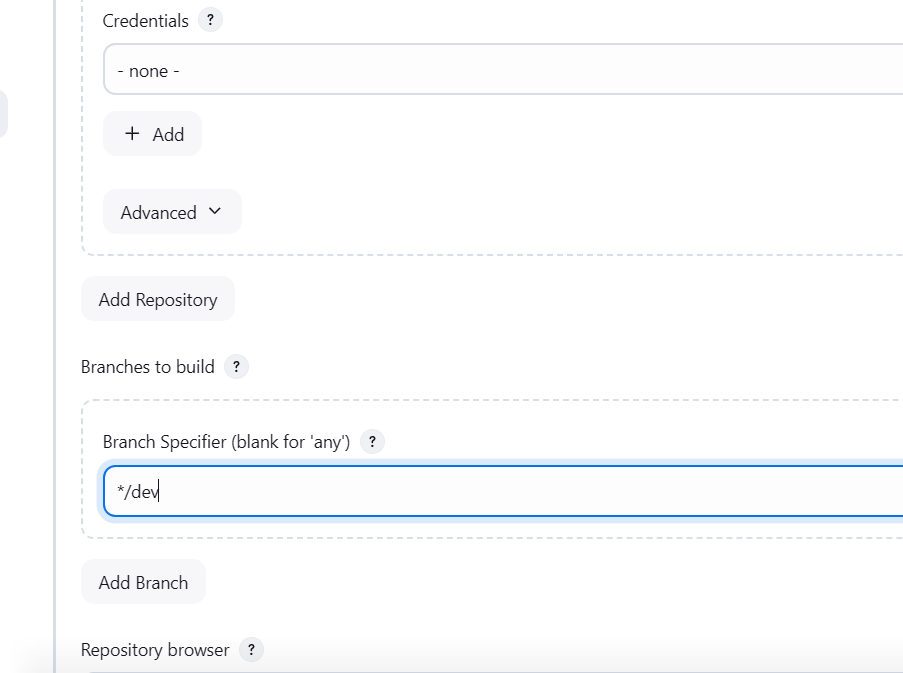 Credentials ?
- none -
+ Add
Advanced
Add Repository
Branches to build ?
Branch Specifier (blank for 'any') ?
*/dev
Add Branch
Repository browser ?